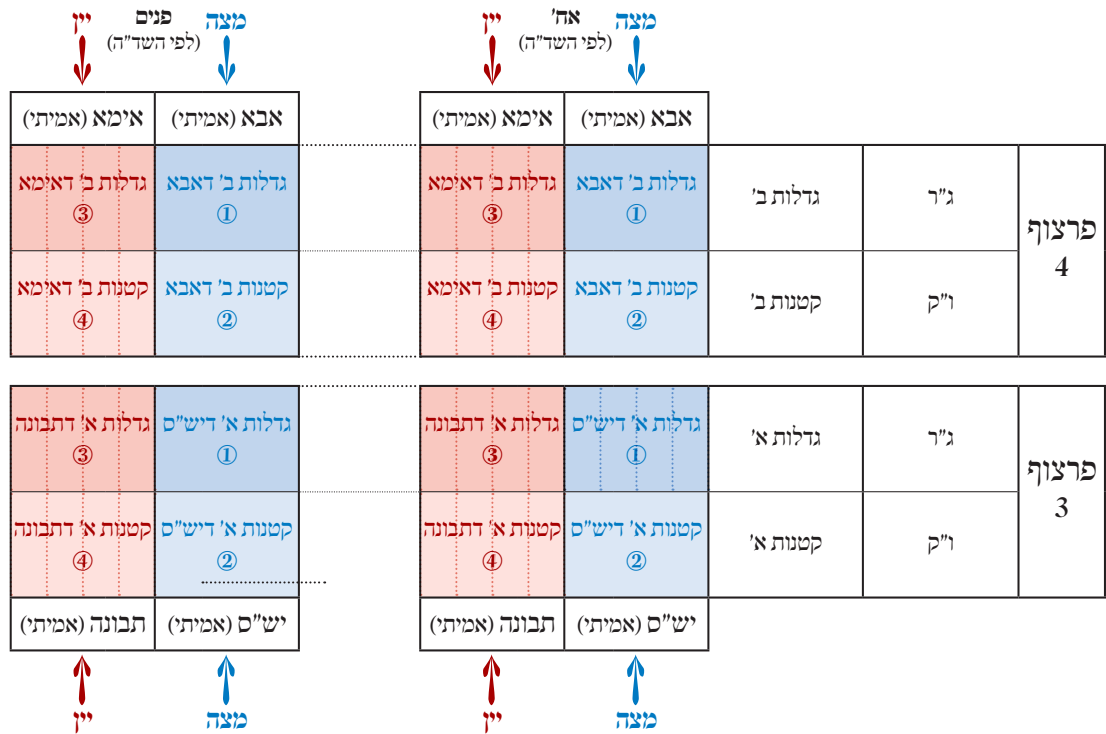 מצה אח' יין
(לפי השד"ה)
מצה פנים יין
(לפי השד"ה)
אבא (אמיתי) אימא (אמיתי)
אבא (אמיתי) אימא (אמיתי)
פרצוף
4
ג"ר גדלות ב'
גדלות ב' דאבא גדלות ב' דאימא
① ③
גדלות ב' דאבא גדלות ב' דאימא
① ③
ו"ק קטנות ב'
קטנות ב' דאבא קטנות ב' דאימא
② ④
קטנות ב' דאבא קטנות ב' דאימא
② ④
פרצוף
3
ג"ר גדלות א'
גדלות א' דיש"ס גדלות א' דתבונה
① ③
גדלות א' דיש"ס גדלות א' דתבונה
① ③
ו"ק קטנות א'
קטנות א' דיש"ס קטנות א' דתבונה
② ④
קטנות א' דיש"ס קטנות א' דתבונה
② ④
יש"ס (אמיתי) תבונה (אמיתי)
יש"ס (אמיתי) תבונה (אמיתי)
מצה יין
מצה יין